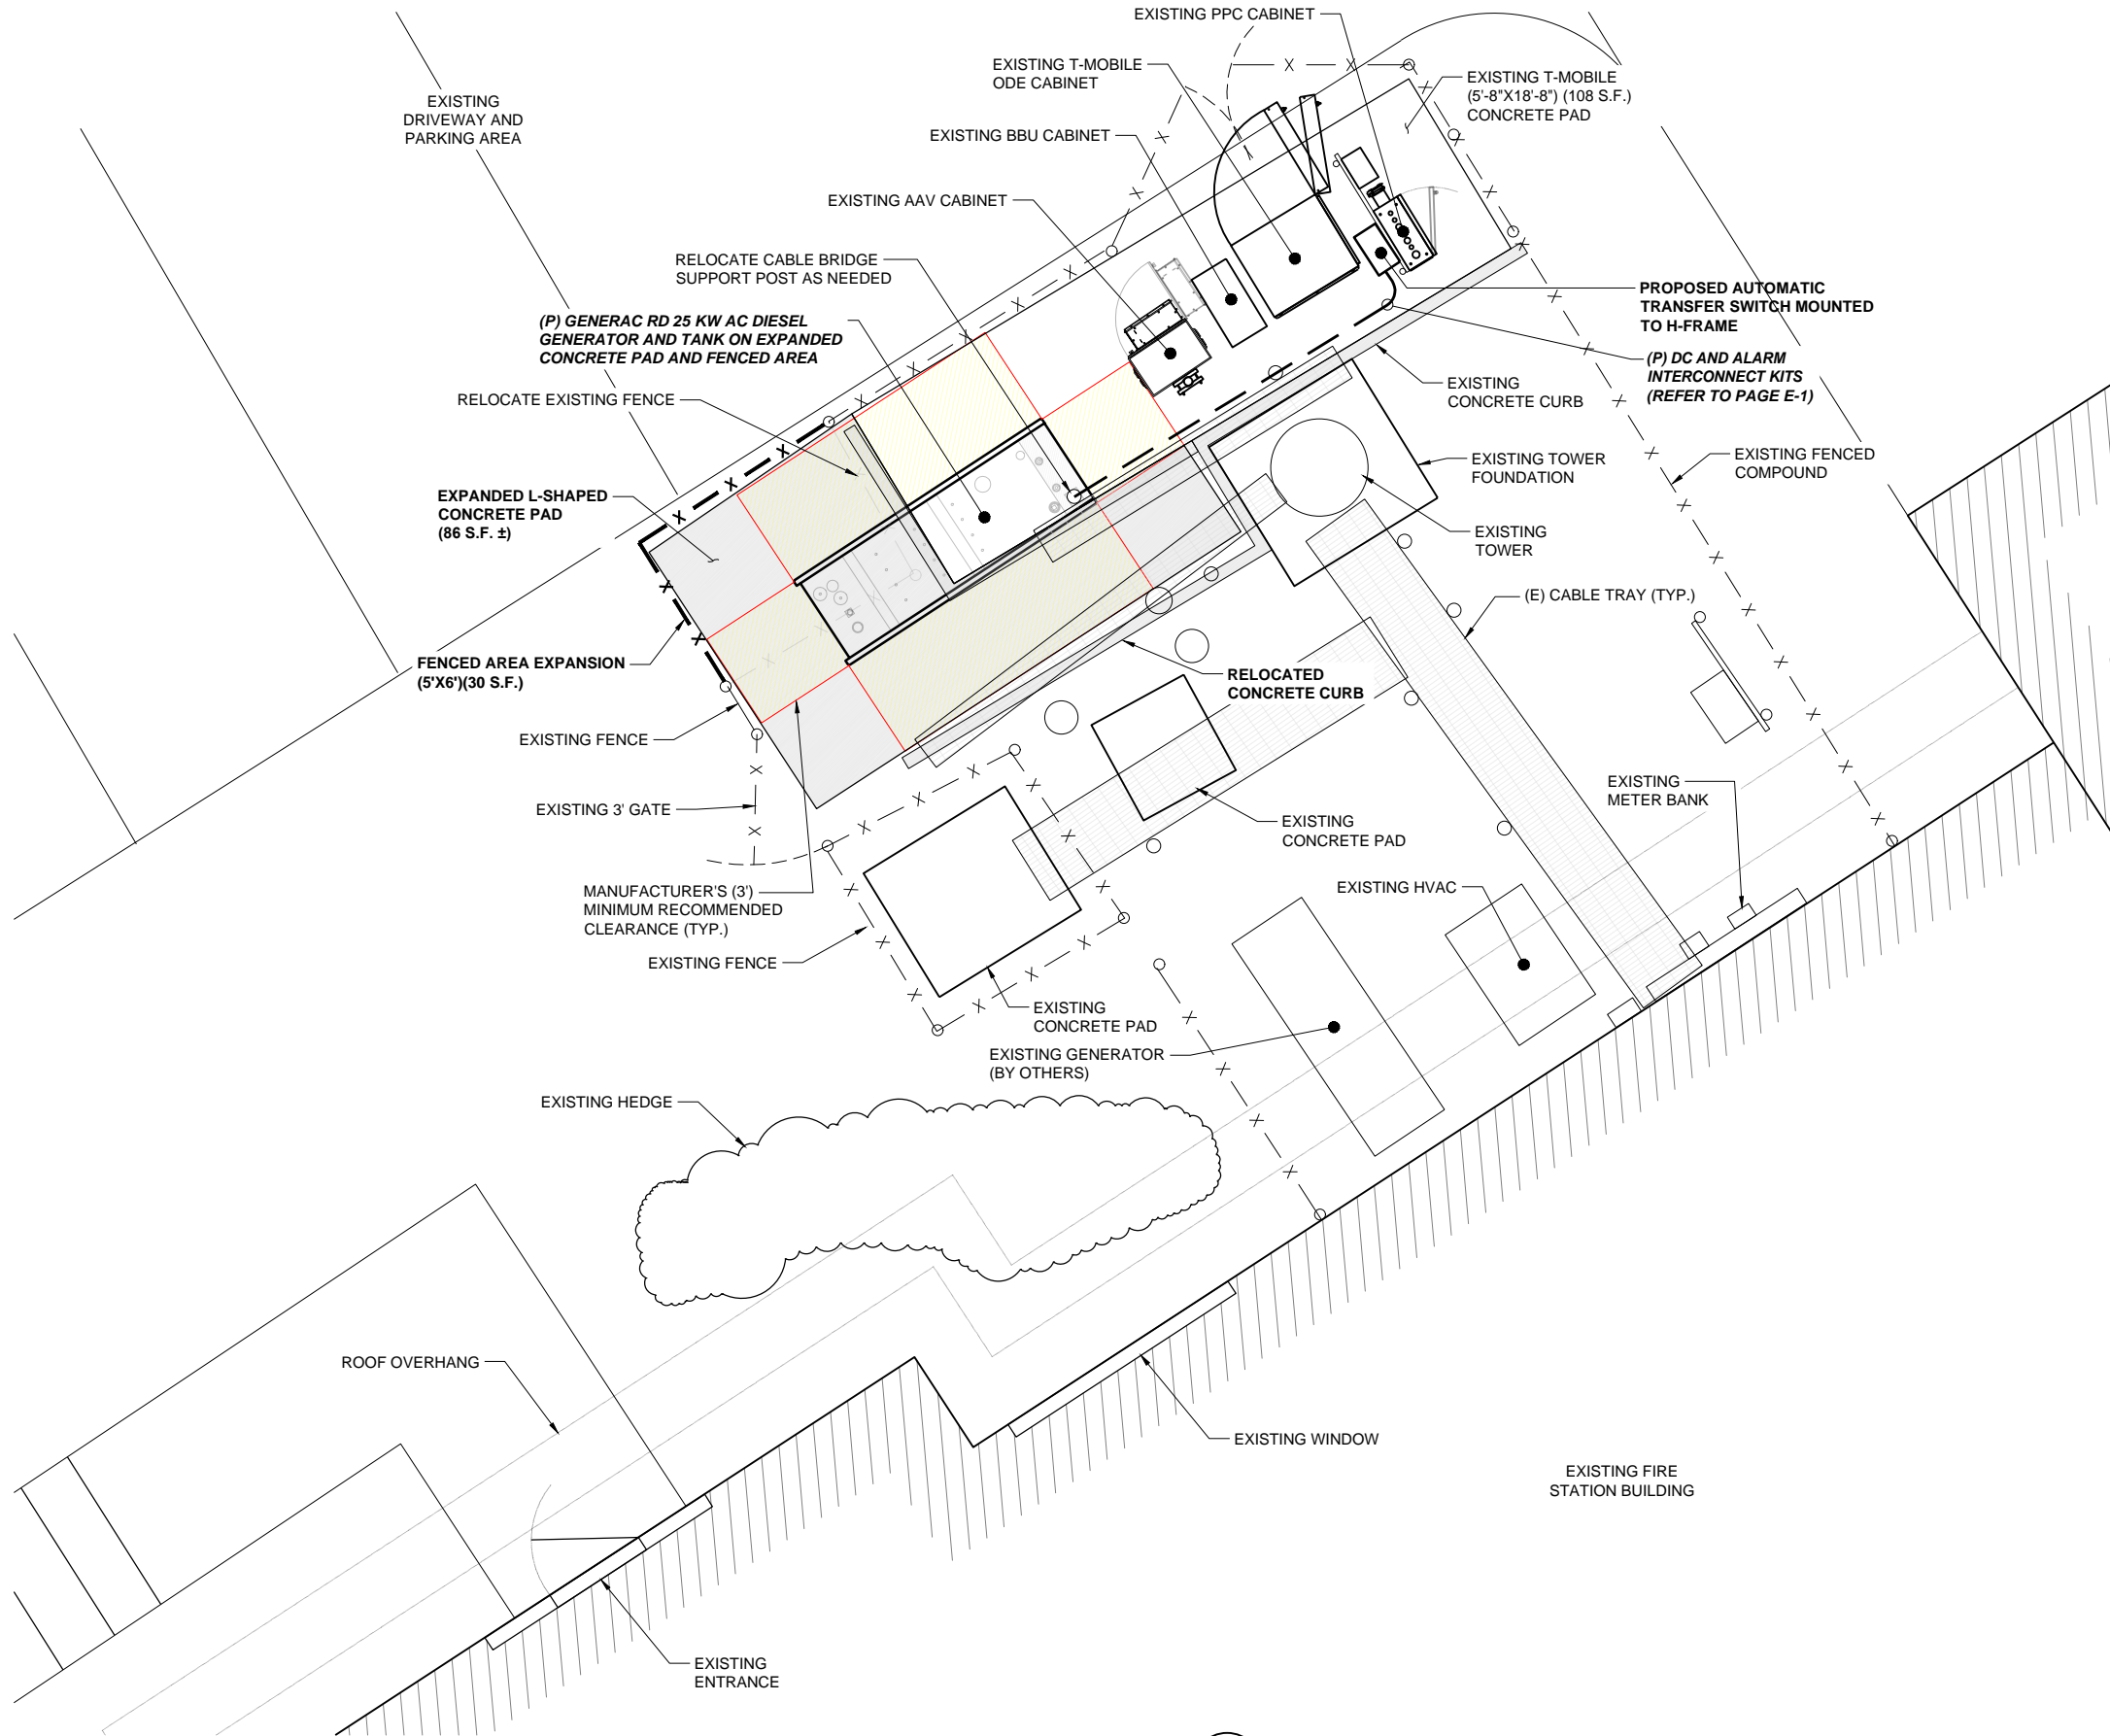 EXISTING PPC CABINET
EXISTING T-MOBILE
ODE CABINET
EXISTING T-MOBILE
(5'-8"X18'-8") (108 S.F.)
CONCRETE PAD
EXISTING
DRIVEWAY AND
PARKING AREA
EXISTING BBU CABINET
EXISTING AAV CABINET
RELOCATE CABLE BRIDGE
SUPPORT POST AS NEEDED
PROPOSED AUTOMATIC
TRANSFER SWITCH MOUNTED
TO H-FRAME
(P) GENERAC RD 25 KW AC DIESEL
GENERATOR AND TANK ON EXPANDED
CONCRETE PAD AND FENCED AREA
(P) DC AND ALARM
INTERCONNECT KITS
(REFER TO PAGE E-1)
EXISTING
CONCRETE CURB
RELOCATE EXISTING FENCE
EXISTING FENCED
COMPOUND
EXISTING TOWER
FOUNDATION
EXPANDED L-SHAPED
CONCRETE PAD
(86 S.F. ±)
EXISTING
TOWER
(E) CABLE TRAY (TYP.)
FENCED AREA EXPANSION
(5'X6')(30 S.F.)
RELOCATED
CONCRETE CURB
EXISTING FENCE
EXISTING
METER BANK
EXISTING 3' GATE
EXISTING
CONCRETE PAD
MANUFACTURER'S (3')
MINIMUM RECOMMENDED
CLEARANCE (TYP.)
EXISTING HVAC
EXISTING FENCE
EXISTING
CONCRETE PAD
EXISTING GENERATOR
(BY OTHERS)
EXISTING HEDGE
ROOF OVERHANG
EXISTING WINDOW
EXISTING FIRE
STATION BUILDING
EXISTING
ENTRANCE